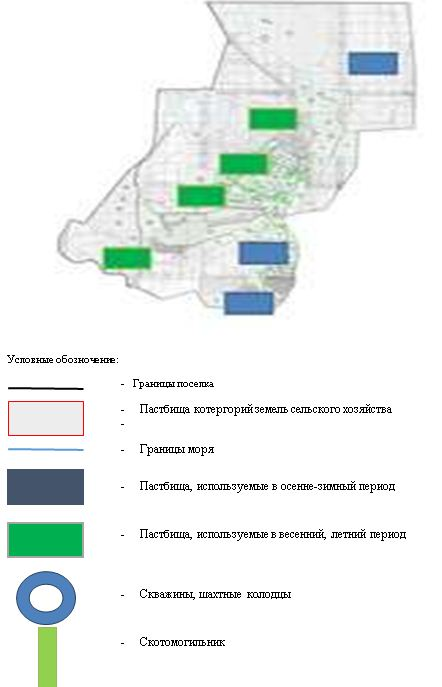 Условные обозначение:
- Границы поселка
- Пастбища котергорий земель сельского хозяйства
-
- Границы моря
- Пастбища, используемые в осенне-зимный период
- Пастбища, используемые в весенний, летний период
- Скважины, шахтные колодцы
- Скотомогильник